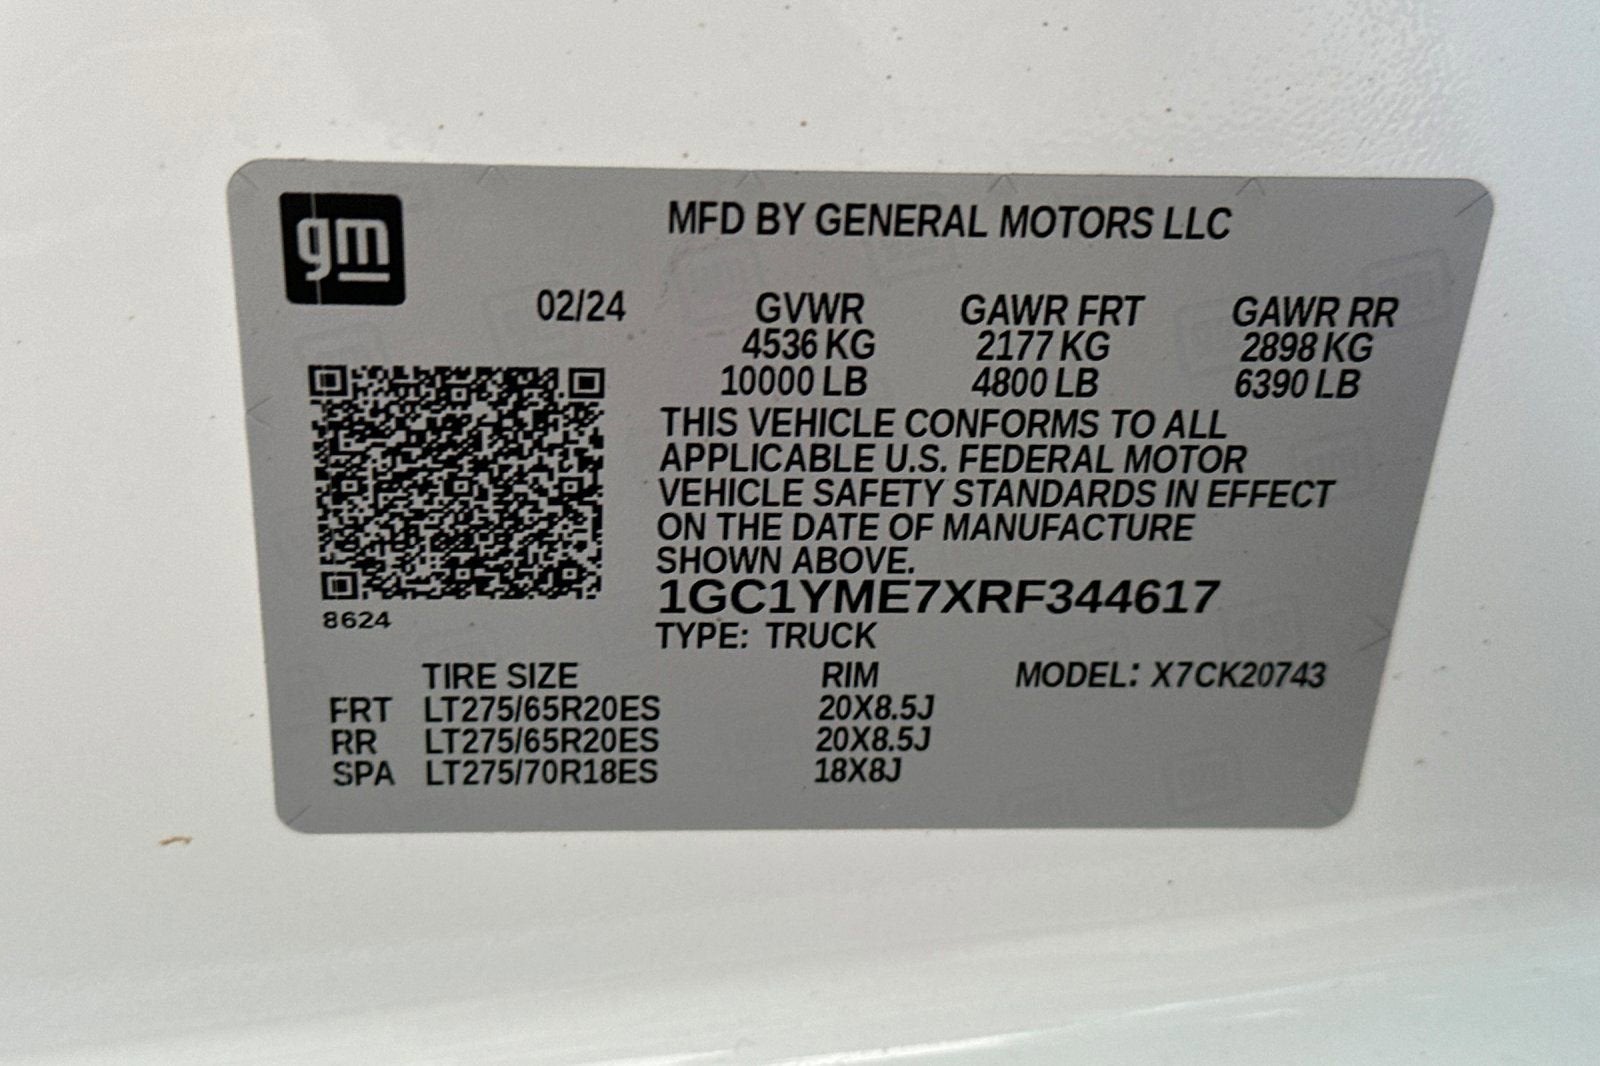 gm
MFD BY GENERAL MOTORS LLC
02/24 GVWR GAWR FRT GAWR RR
4536 KG 2177 KG 2898 KG
10000 LB 4800 LB 6390 LB
THIS VEHICLE CONFORMS TO ALL
APPLICABLE U.S. FEDERAL MOTOR
VEHICLE SAFETY STANDARDS IN EFFECT
ON THE DATE OF MANUFACTURE
SHOWN ABOVE.
1GC1YME7XRF344617
8624
TYPE: TRUCK
TIRE SIZE RIM MODEL: X7CK20743
FRT LT275/65R20ES 20X8.5J
RR LT275/65R20ES 20X8.5J
SPA LT275/70R18ES 18X8J